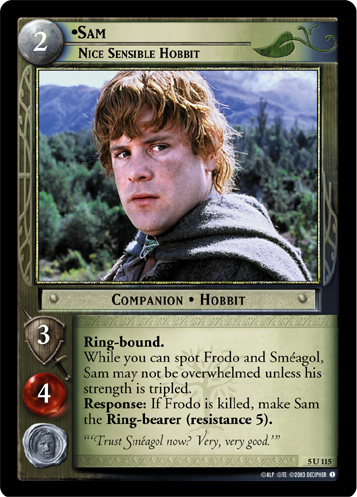 2
•Sam
Nice Sensible Hobbit
Companion • Hobbit
3
4
Ring-bound.
While you can spot Frodo and Sméagol,
Sam may not be overwhelmed unless his
strength is tripled.
Response: If Frodo is killed, make Sam
the Ring-bearer (resistance 5).
“‘Trust Sméagol now? Very, very good.’”
5 U 115
©NLP ©TE ©2003 DECIPHER